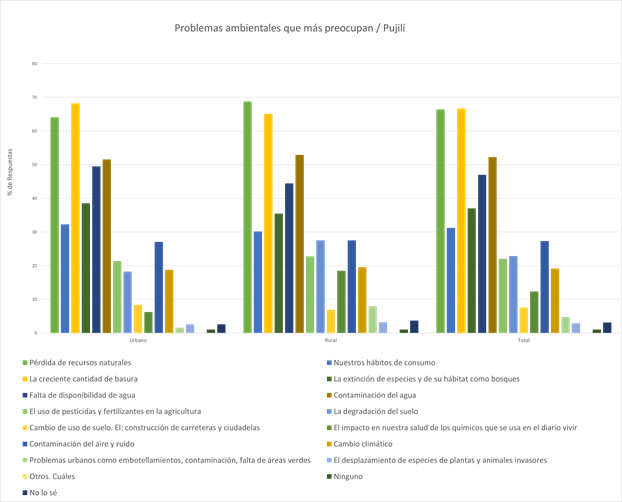 Problemas ambientales que más preocupan / Pujilí
80
70
60
50
40
30
20
10
0
% de Respuestas
Urbano Rural Total
Pérdida de recursos naturales Nuestros hábitos de consumo
La creciente cantidad de basura La extinción de especies y de su hábitat como bosques
Falta de disponibilidad de agua Contaminación del agua
El uso de pesticidas y fertilizantes en la agricultura La degradación del suelo
Cambio de uso de suelo. El: construcción de carreteras y ciudadelas El impacto en nuestra salud de los químicos que se usa en el diario vivir
Contaminación del aire y ruido Cambio climático
Problemas urbanos como embotellamientos, contaminación, falta de áreas verdes El desplazamiento de especies de plantas y animales invasores
Otros. Cuáles Ninguno
No lo sé